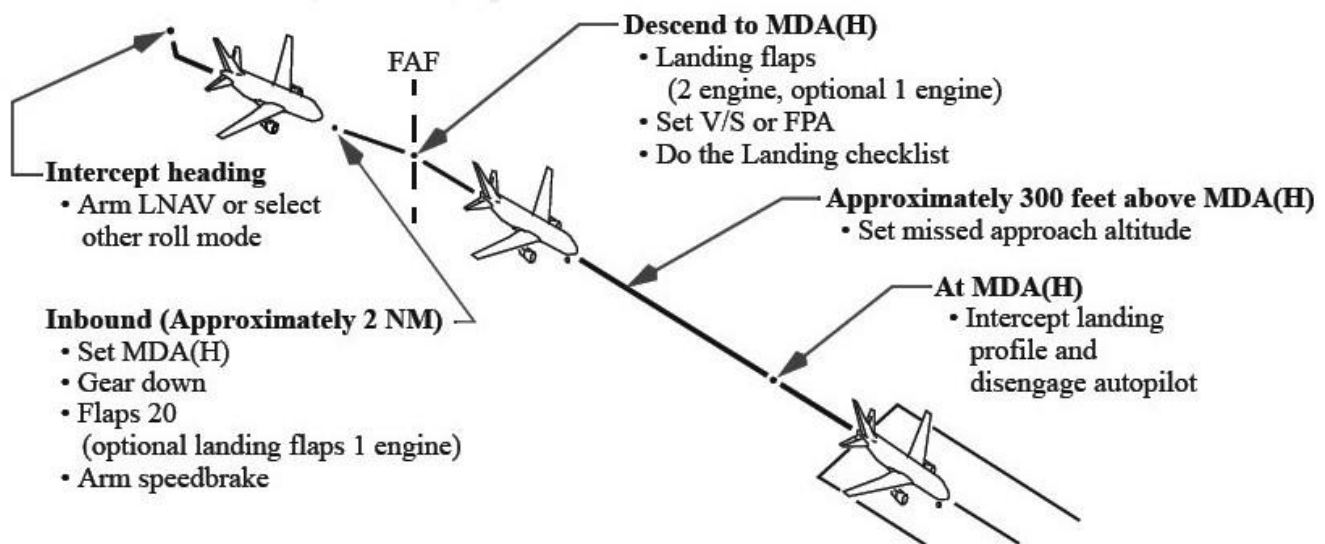 FAF
Descend to MDA(H)
• Landing flaps
(2 engine, optional 1 engine)
• Set V/S or FPA
• Do the Landing checklist
Intercept heading
• Arm LNAV or select
other roll mode
Approximately 300 feet above MDA(H)
• Set missed approach altitude
Inbound (Approximately 2 NM)
• Set MDA(H)
• Gear down
• Flaps 20
(optional landing flaps 1 engine)
• Arm speedbrake
At MDA(H)
• Intercept landing
profile and
disengage autopilot